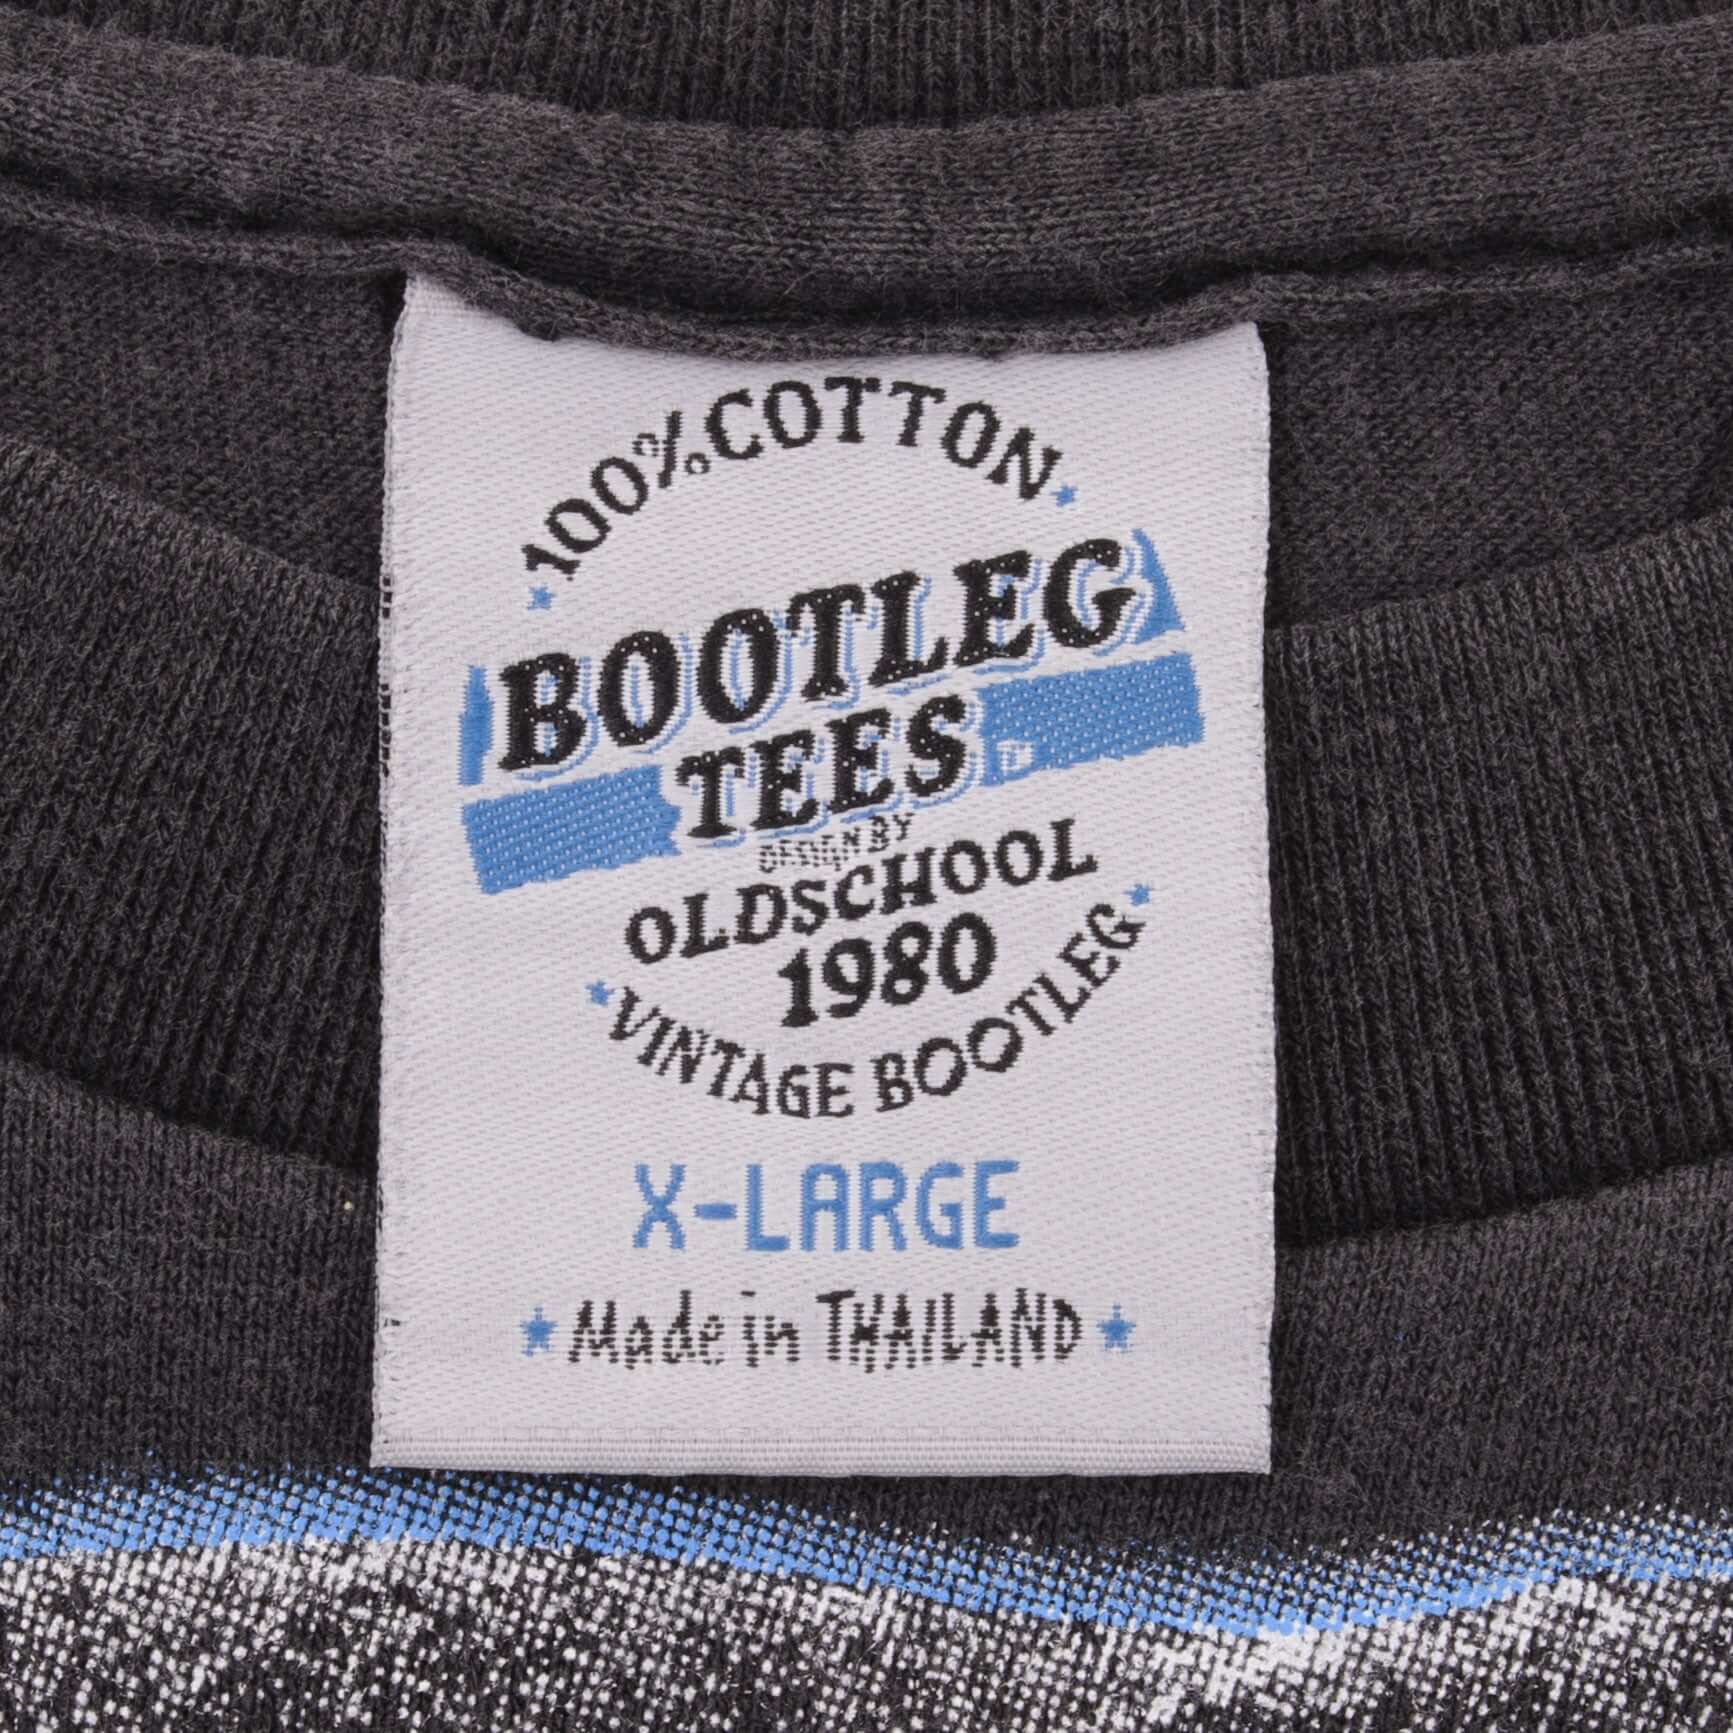 100% COTTON
BOOTLEG
TEES
DESIGN BY
OLDSCHOOL
1980
VINTAGE BOOTLEG
X-LARGE
Made in THAILAND